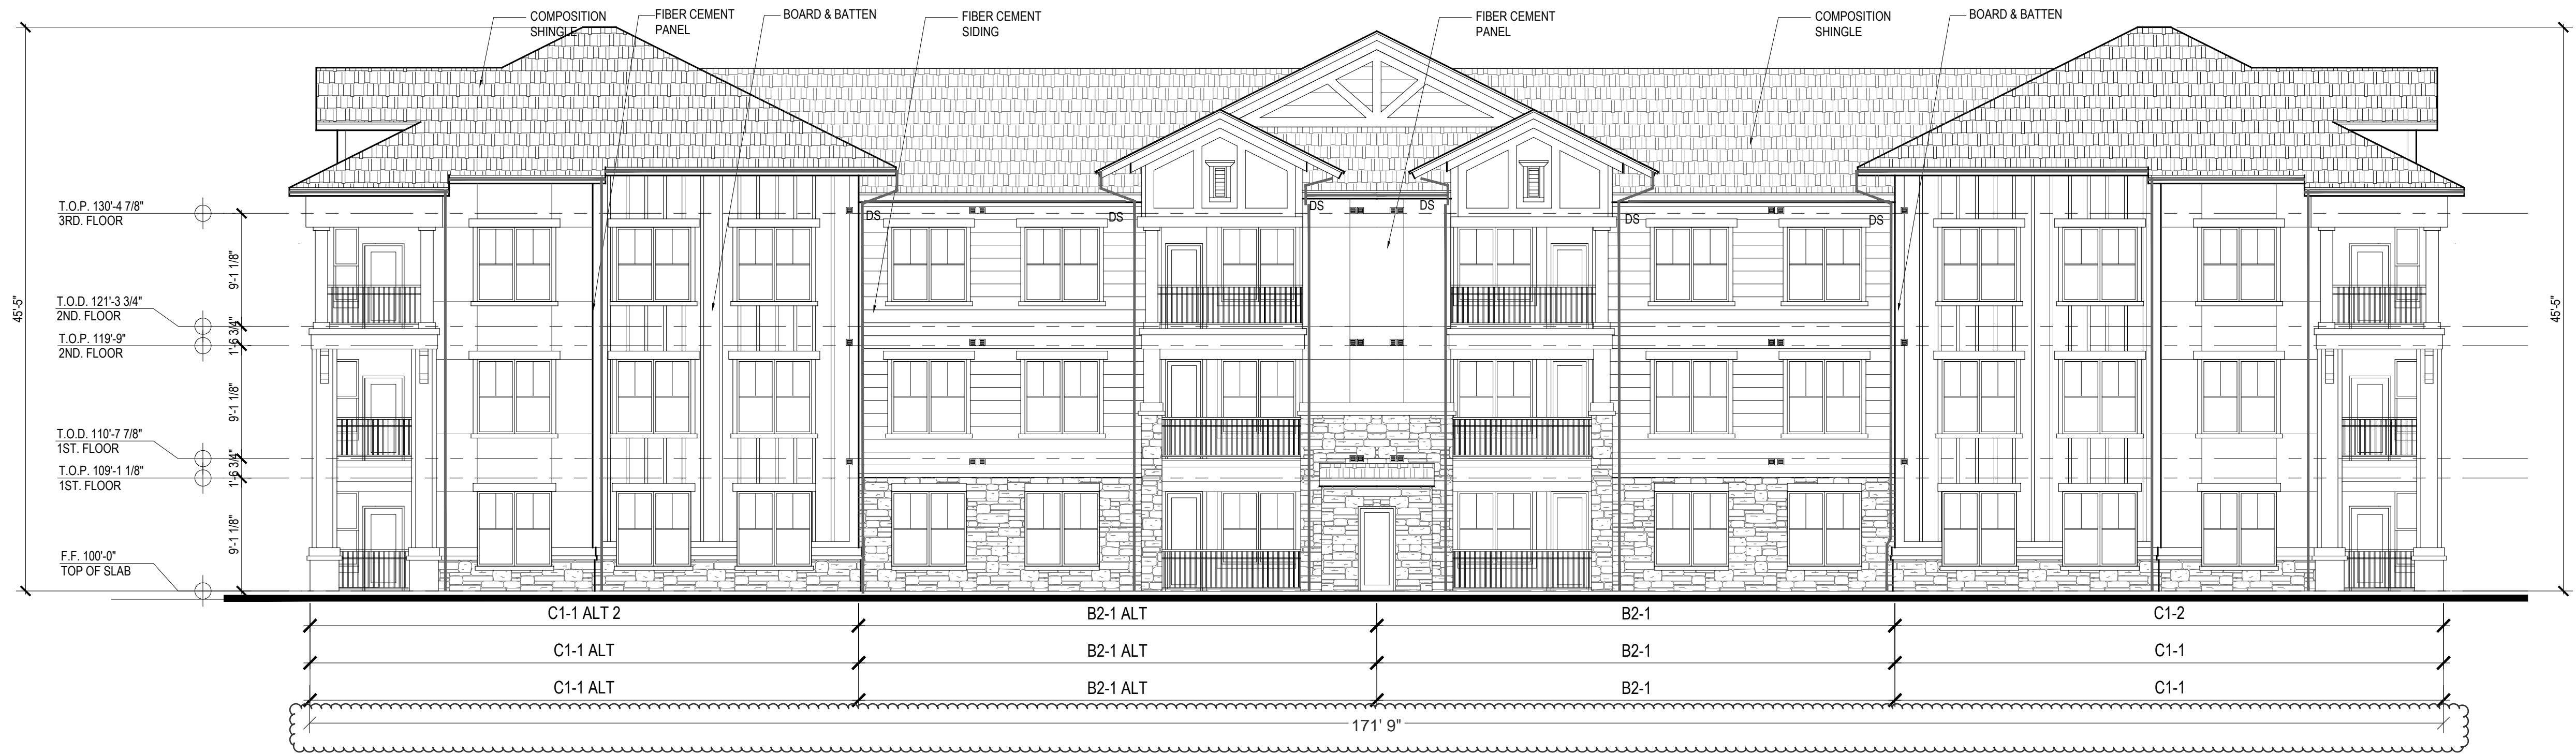 COMPOSITION
SHINGLE
FIBER CEMENT
PANEL
BOARD & BATTEN
FIBER CEMENT
SIDING
FIBER CEMENT
PANEL
COMPOSITION
SHINGLE
BOARD & BATTEN
45'-5"
45'-5"
T.O.P. 130'-4 7/8"
3RD. FLOOR
9'-1 1/8"
T.O.D. 121'-3 3/4"
2ND. FLOOR
1'-6 3/4"
T.O.P. 119'-9"
2ND. FLOOR
9'-1 1/8"
T.O.D. 110'-7 7/8"
1ST. FLOOR
1'-6 3/4"
T.O.P. 109'-1 1/8"
1ST. FLOOR
9'-1 1/8"
F.F. 100'-0"
TOP OF SLAB
DS
DS
DS
DS
DS
DS
C1-1 ALT 2
B2-1 ALT
B2-1
C1-2
C1-1 ALT
B2-1 ALT
B2-1
C1-1
C1-1 ALT
B2-1 ALT
B2-1
C1-1
171' 9"